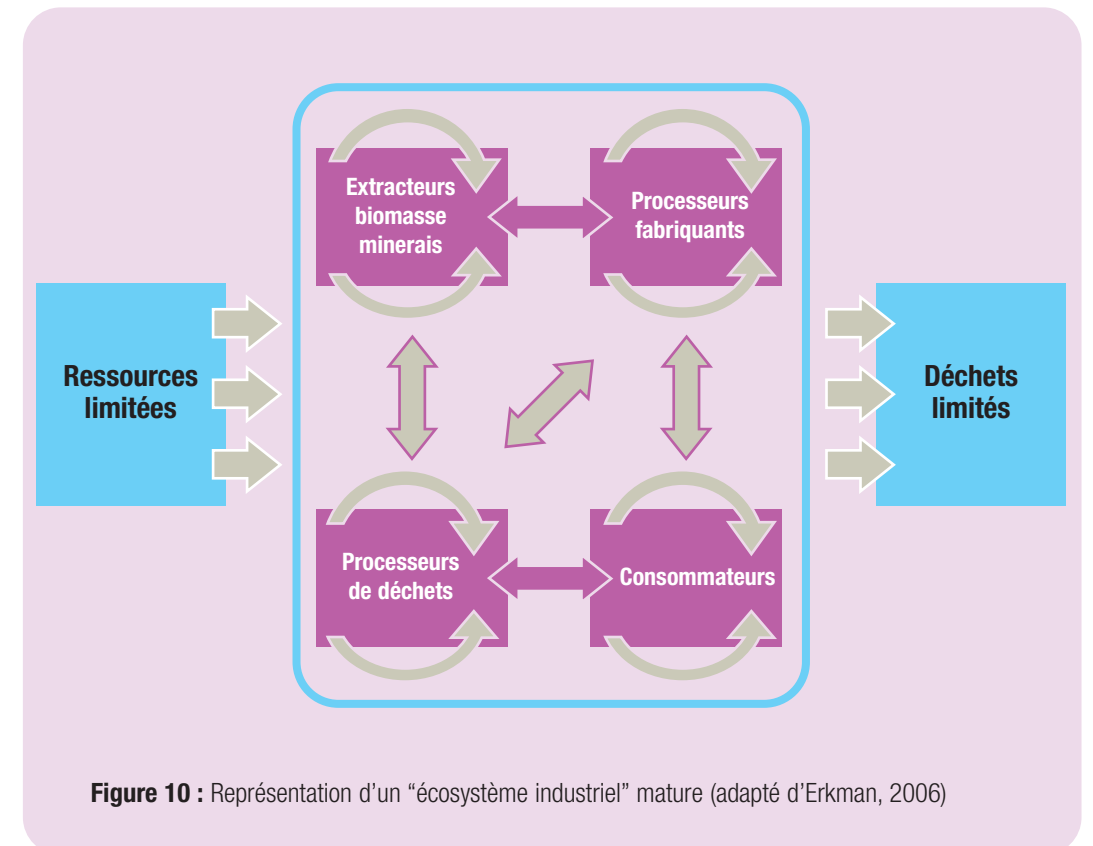 Extracteurs
biomasse
minerais
Processeurs
fabriquants
Ressources
limitées
Déchets
limités
Processeurs
de déchets
Consommateurs
Figure 10 : Représentation d’un “écosystème industriel” mature (adapté d’Erkman, 2006)